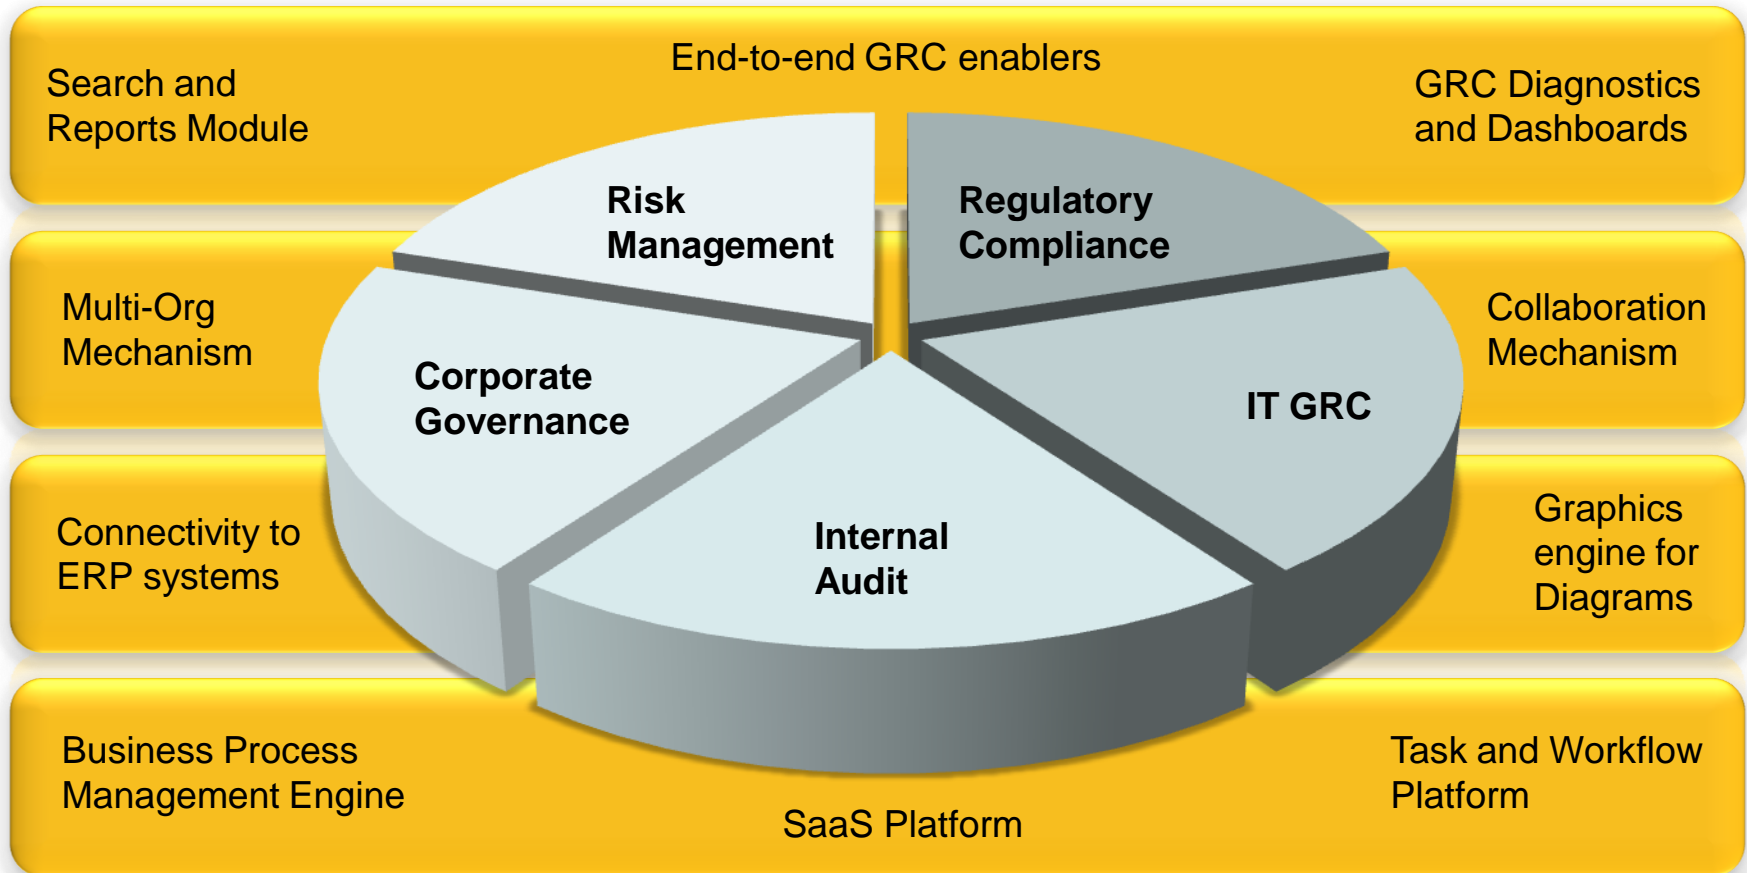 End-to-end GRC enablers
Search and
Reports Module
GRC Diagnostics
and Dashboards
Risk
Management
Regulatory
Compliance
Multi-Org
Mechanism
Collaboration
Mechanism
Corporate
Governance
IT GRC
Connectivity to
ERP systems
Internal
Audit
Graphics
engine for
Diagrams
Business Process
Management Engine
Task and Workflow
Platform
SaaS Platform